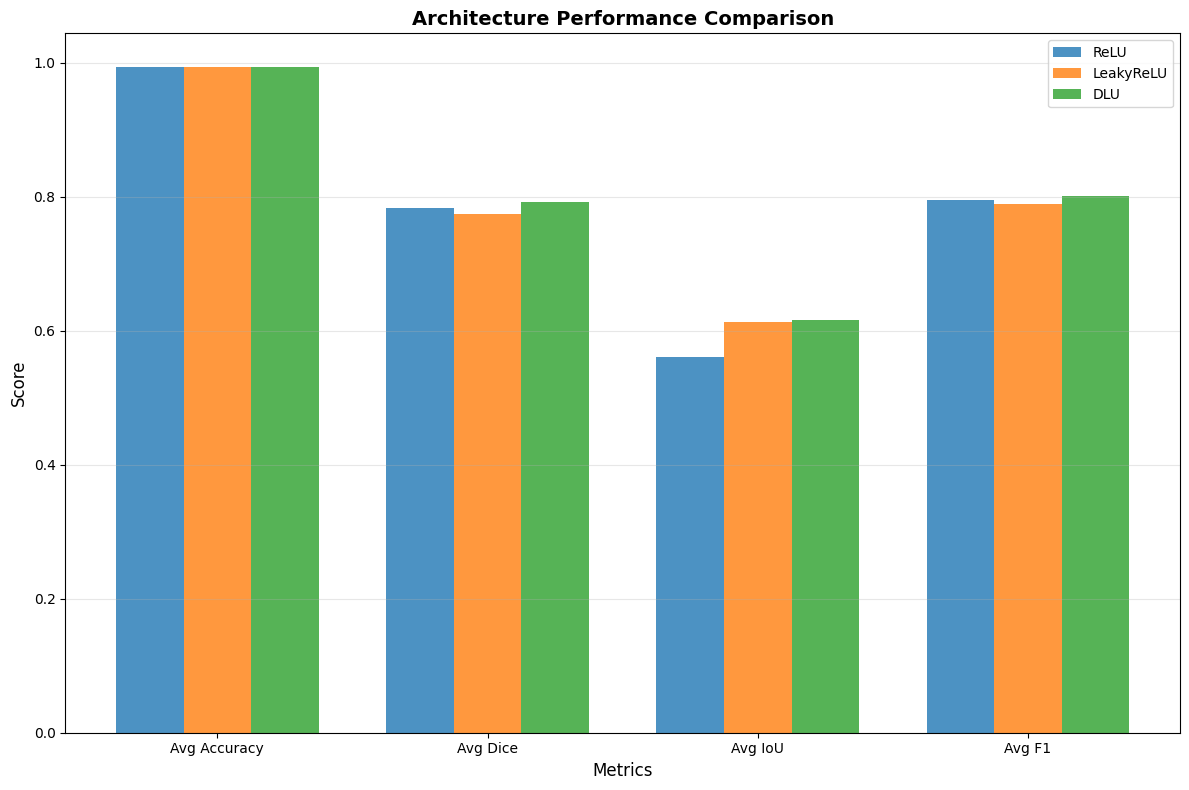 Architecture Performance Comparison
ReLU
LeakyReLU
DLU
Score
1.0
0.8
0.6
0.4
0.2
0.0
Avg Accuracy
Avg Dice
Avg IoU
Avg F1
Metrics